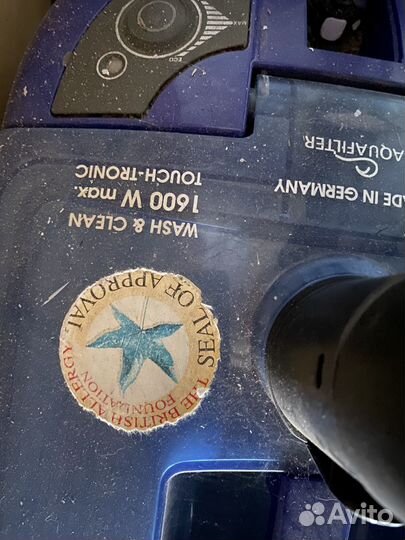 MAX
ECO
AQUAFILTER
MADE IN GERMANY
WASH & CLEAN
1600 W max.
TOUCH-TRONIC
SEAL OF APPROVAL
THE BRITISH ALLERGY
FOUNDATION
Avito